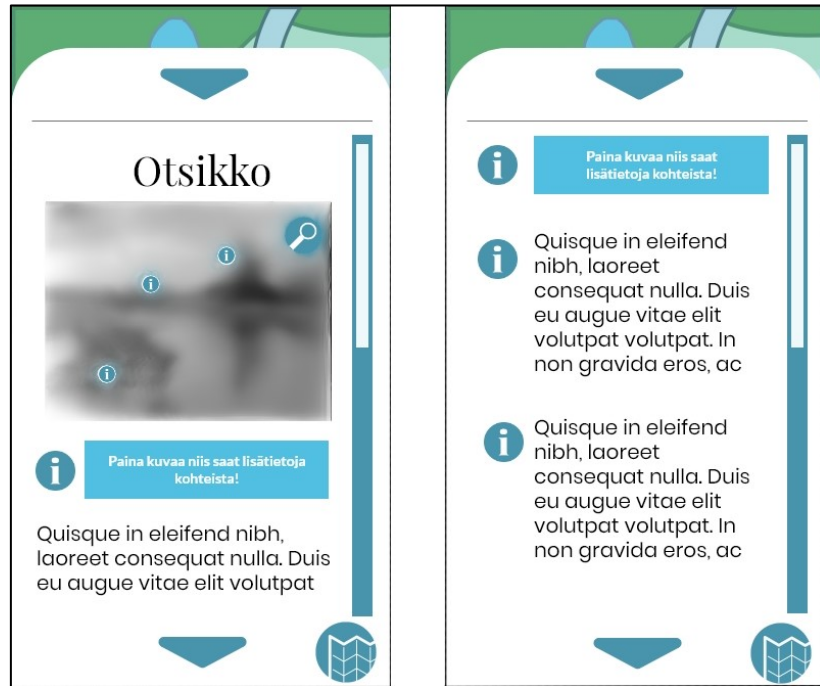 Otsikko
i
i
i
i
Paina kuvaa niis saat lisätietoja
kohteista!
Quisque in eleifend nibh,
laoreet consequat nulla. Duis
eu augue vitae elit volutpat
i
Paina kuvaa niis saat
lisätietoja kohteista!
i
Quisque in eleifend
nibh, laoreet
consequat nulla. Duis
eu augue vitae elit
volutpat volutpat. In
non gravida eros, ac
i
Quisque in eleifend
nibh, laoreet
consequat nulla. Duis
eu augue vitae elit
volutpat volutpat. In
non gravida eros, ac